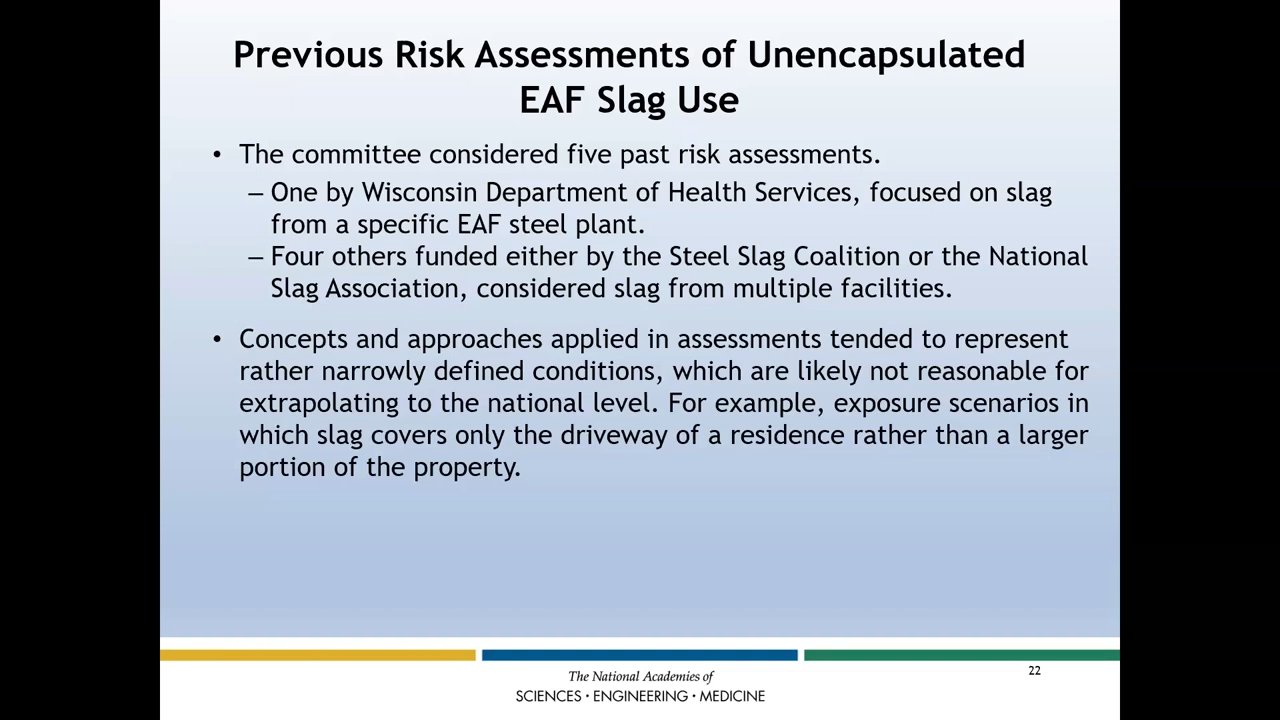 Previous Risk Assessments of Unencapsulated
EAF Slag Use
• The committee considered five past risk assessments.
– One by Wisconsin Department of Health Services, focused on slag
from a specific EAF steel plant.
– Four others funded either by the Steel Slag Coalition or the National
Slag Association, considered slag from multiple facilities.
• Concepts and approaches applied in assessments tended to represent
rather narrowly defined conditions, which are likely not reasonable for
extrapolating to the national level. For example, exposure scenarios in
which slag covers only the driveway of a residence rather than a larger
portion of the property.
22
The National Academies of
SCIENCES · ENGINEERING · MEDICINE